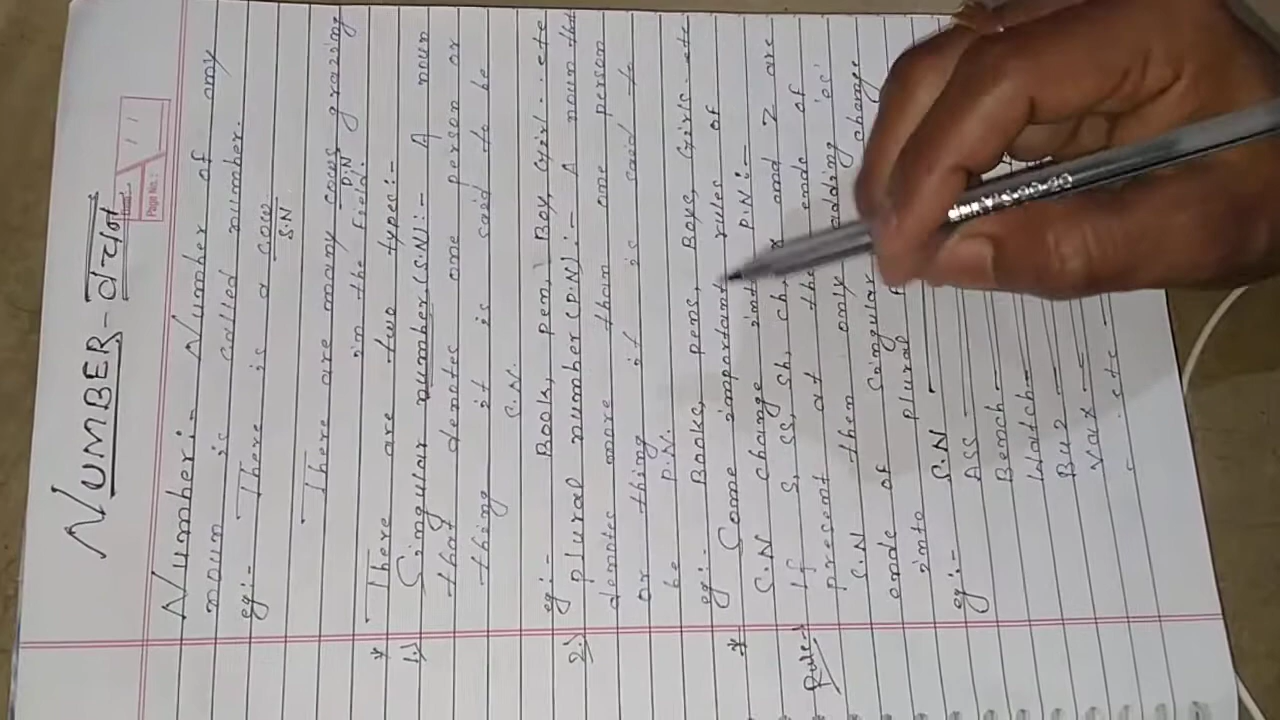 NUMBER - वचन
Page No.:
Number:- Number of any
noun is called number.
eg:- There is a cow
S.N
There are many cows grazing
P.N
in the field.
* There are two types:-
1.) Singular number (S.N):- A noun
that denotes one person or
thing it is said to be
S.N.
eg:- Book, pen, Boy, Girl... etc
2.) plural number (P.N):- A noun that
denotes more than one person
or thing it is said to
be P.N.
eg:- Books, pens, Boys, Girls... etc
* Some important rules of
S.N change into P.N:-
Rule-1 If s, ss, sh, ch, x and z are
present at the end of
S.N then only adding 'es'
ends of singular change
into plural
eg:- S.N
Ass
Bench
Watch
Buz
Vax
etc